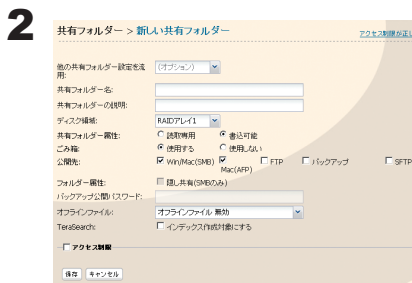 2
共有フォルダー > 新しい共有フォルダー
アクセス制限が正し
他の共有フォルダー設定を流用:
(オプション)
共有フォルダー名:
共有フォルダーの説明:
ディスク領域: RAIDアレイ1
共有フォルダー属性: 読取専用 書込可能
ごみ箱: 使用する 使用しない
公開先: Win/Mac(SMB) Mac(AFP) FTP バックアップ SFTP
フォルダー属性: 隠し共有(SMBのみ)
バックアップ公開パスワード:
オフラインファイル: オフラインファイル 無効
TeraSearch: インデックス作成対象にする
アクセス制限
保存 キャンセル